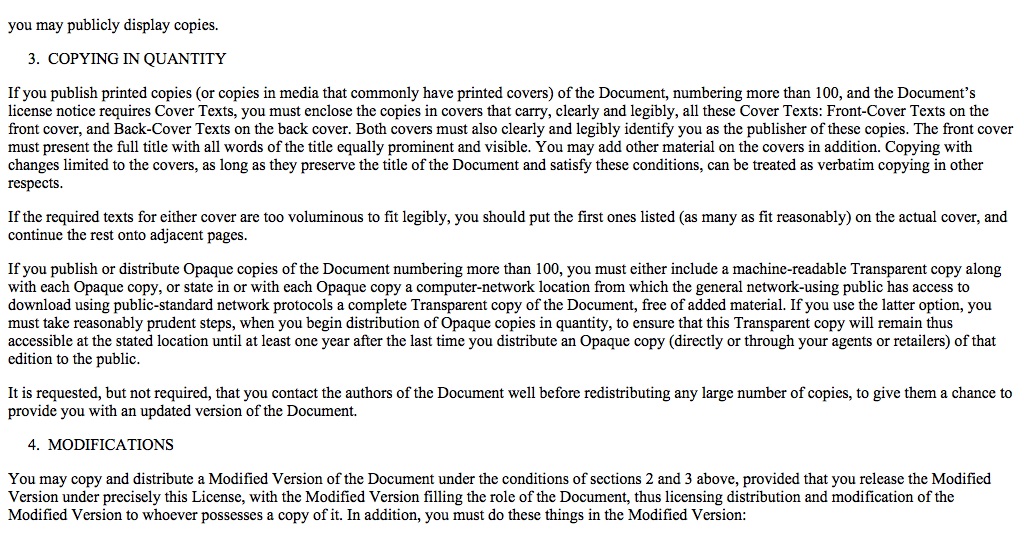 you may publicly display copies.
3. COPYING IN QUANTITY
If you publish printed copies (or copies in media that commonly have printed covers) of the Document, numbering more than 100, and the Document’s
license notice requires Cover Texts, you must enclose the copies in covers that carry, clearly and legibly, all these Cover Texts: Front-Cover Texts on the
front cover, and Back-Cover Texts on the back cover. Both covers must also clearly and legibly identify you as the publisher of these copies. The front cover
must present the full title with all words of the title equally prominent and visible. You may add other material on the covers in addition. Copying with
changes limited to the covers, as long as they preserve the title of the Document and satisfy these conditions, can be treated as verbatim copying in other
respects.
If the required texts for either cover are too voluminous to fit legibly, you should put the first ones listed (as many as fit reasonably) on the actual cover, and
continue the rest onto adjacent pages.
If you publish or distribute Opaque copies of the Document numbering more than 100, you must either include a machine-readable Transparent copy along
with each Opaque copy, or state in or with each Opaque copy a computer-network location from which the general network-using public has access to
download using public-standard network protocols a complete Transparent copy of the Document, free of added material. If you use the latter option, you
must take reasonably prudent steps, when you begin distribution of Opaque copies in quantity, to ensure that this Transparent copy will remain thus
accessible at the stated location until at least one year after the last time you distribute an Opaque copy (directly or through your agents or retailers) of that
edition to the public.
It is requested, but not required, that you contact the authors of the Document well before redistributing any large number of copies, to give them a chance to
provide you with an updated version of the Document.
4. MODIFICATIONS
You may copy and distribute a Modified Version of the Document under the conditions of sections 2 and 3 above, provided that you release the Modified
Version under precisely this License, with the Modified Version filling the role of the Document, thus licensing distribution and modification of the
Modified Version to whoever possesses a copy of it. In addition, you must do these things in the Modified Version: